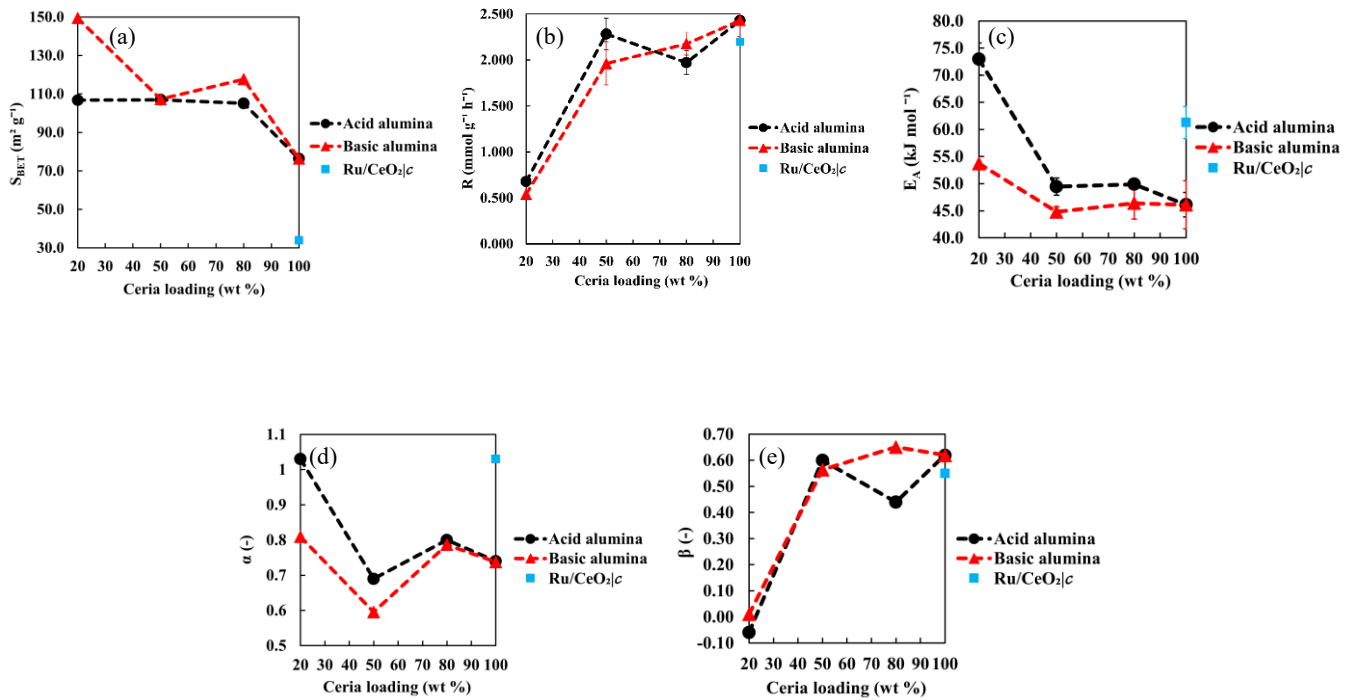 (a)
S_BET (m² g⁻¹)
150.0
130.0
110.0
90.0
70.0
50.0
30.0
20 30 40 50 60 70 80 90 100
Ceria loading (wt %)
Acid alumina
Basic alumina
Ru/CeO₂|c
(b)
R (mmol g⁻¹ h⁻¹)
2.500
2.000
1.500
1.000
0.500
0.000
20 30 40 50 60 70 80 90 100
Ceria loading (wt %)
Acid alumina
Basic alumina
Ru/CeO₂|c
(c)
E_A (kJ mol ⁻¹)
80.0
75.0
70.0
65.0
60.0
55.0
50.0
45.0
40.0
20 30 40 50 60 70 80 90 100
Ceria loading (wt %)
Acid alumina
Basic alumina
Ru/CeO₂|c
(d)
α (-)
1.1
1
0.9
0.8
0.7
0.6
0.5
20 30 40 50 60 70 80 90 100
Ceria loading (wt %)
Acid alumina
Basic alumina
Ru/CeO₂|c
(e)
β (-)
0.70
0.60
0.50
0.40
0.30
0.20
0.10
0.00
-0.10
20 30 40 50 60 70 80 90 100
Ceria loading (wt %)
Acid alumina
Basic alumina
Ru/CeO₂|c